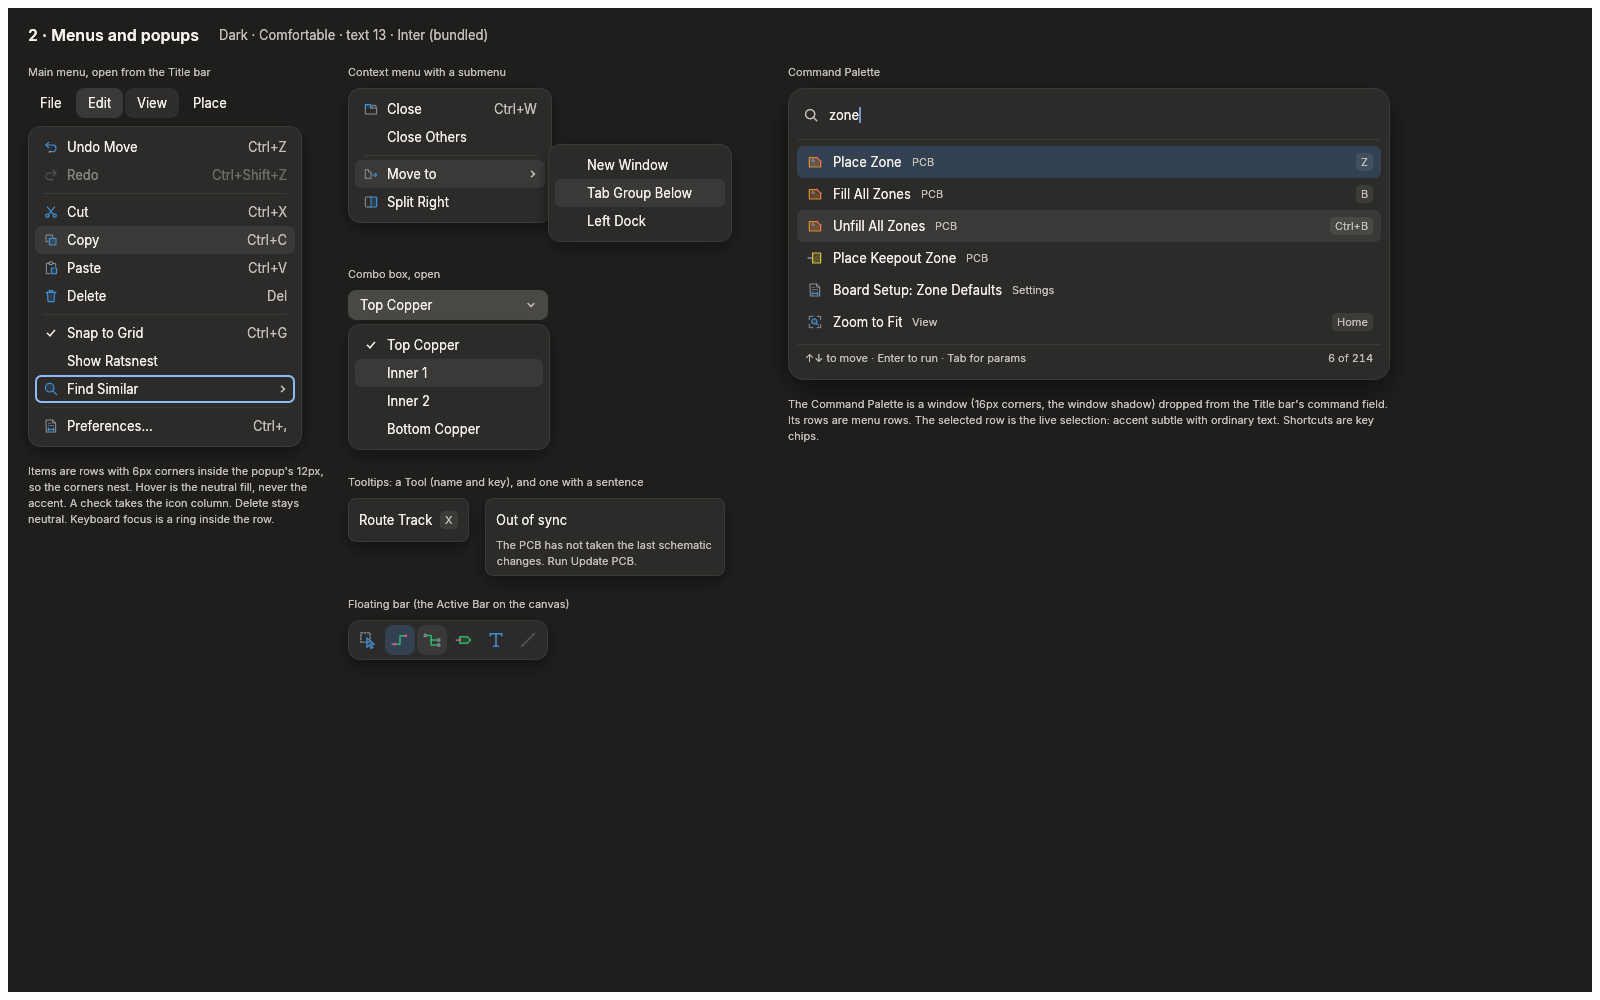 2 · Menus and popups
Dark · Comfortable · text 13 · Inter (bundled)
Main menu, open from the Title bar
File Edit View Place
Undo Move Ctrl+Z
Redo Ctrl+Shift+Z
Cut Ctrl+X
Copy Ctrl+C
Paste Ctrl+V
Delete Del
Snap to Grid Ctrl+G
Show Ratsnest
Find Similar
Preferences... Ctrl+,
Items are rows with 6px corners inside the popup's 12px,
so the corners nest. Hover is the neutral fill, never the
accent. A check takes the icon column. Delete stays
neutral. Keyboard focus is a ring inside the row.
Context menu with a submenu
Close Ctrl+W
Close Others
Move to
Split Right
New Window
Tab Group Below
Left Dock
Combo box, open
Top Copper
Top Copper
Inner 1
Inner 2
Bottom Copper
Tooltips: a Tool (name and key), and one with a sentence
Route Track X
Out of sync
The PCB has not taken the last schematic
changes. Run Update PCB.
Floating bar (the Active Bar on the canvas)
Command Palette
zone
Place Zone PCB Z
Fill All Zones PCB B
Unfill All Zones PCB Ctrl+B
Place Keepout Zone PCB
Board Setup: Zone Defaults Settings
Zoom to Fit View Home
↑↓ to move · Enter to run · Tab for params 6 of 214
The Command Palette is a window (16px corners, the window shadow) dropped from the Title bar's command field.
Its rows are menu rows. The selected row is the live selection: accent subtle with ordinary text. Shortcuts are key
chips.